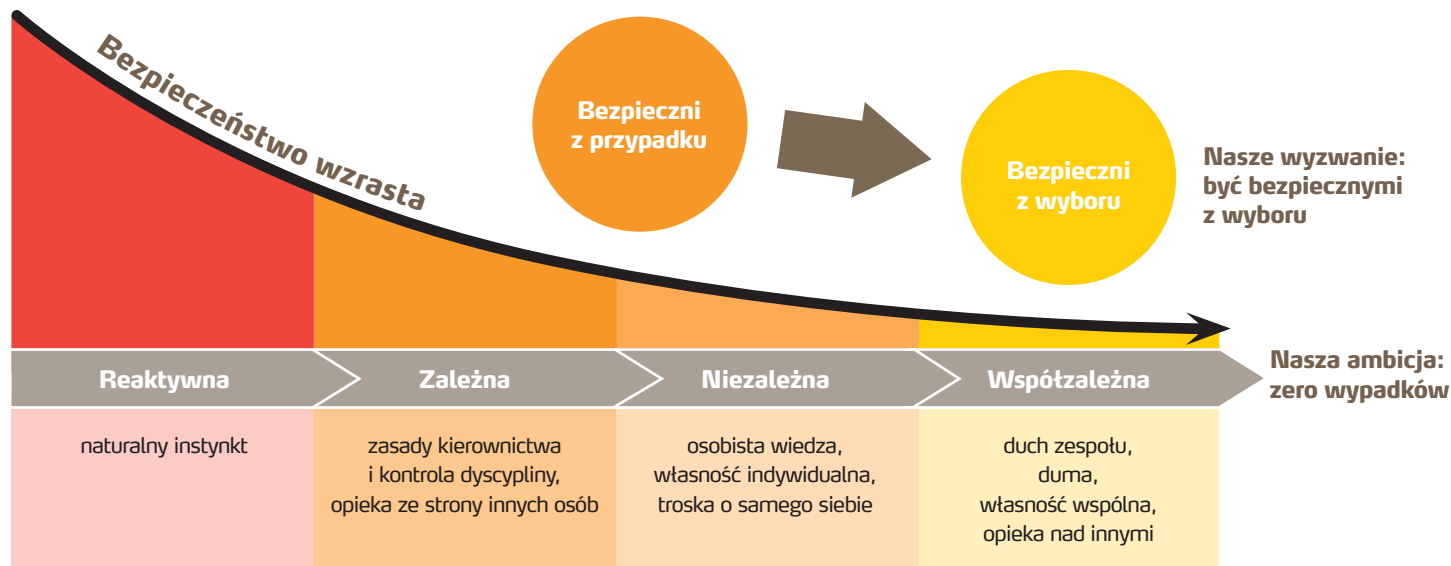 Bezpieczeństwo wzrasta
Bezpieczni
z przypadku
Bezpieczni
z wyboru
Nasze wyzwanie:
być bezpiecznymi
z wyboru
Reaktywna
Zależna
Niezależna
Współzależna
Nasza ambicja:
zero wypadków
naturalny instynkt
zasady kierownictwa
i kontrola dyscypliny,
opieka ze strony innych osób
osobista wiedza,
własność indywidualna,
troska o samego siebie
duch zespołu,
duma,
własność wspólna,
opieka nad innymi